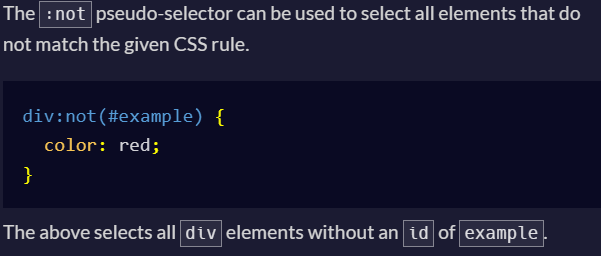 The :not pseudo-selector can be used to select all elements that do
not match the given CSS rule.
div:not(#example) {
  color: red;
}
The above selects all div elements without an id of example.